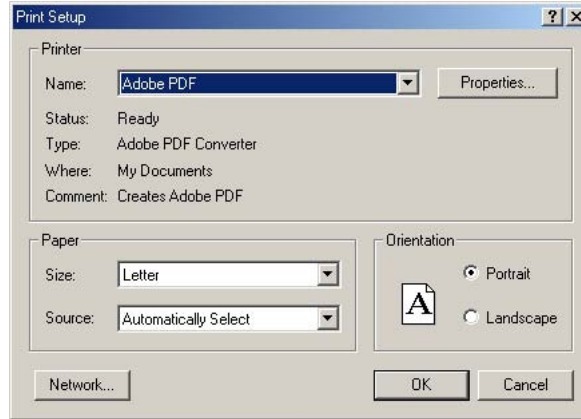 Print Setup
Printer
Name: Adobe PDF Properties...
Status: Ready
Type: Adobe PDF Converter
Where: My Documents
Comment: Creates Adobe PDF
Paper
Size: Letter
Source: Automatically Select
Orientation
A
Portrait
Landscape
Network... OK Cancel